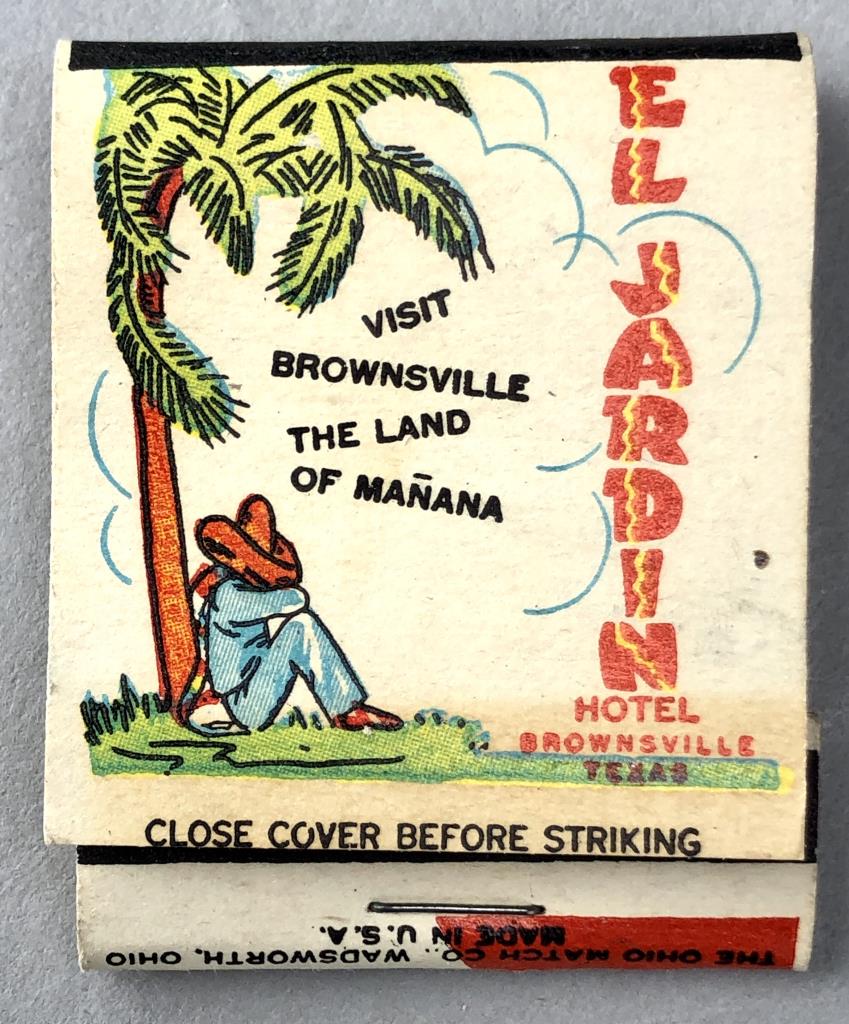 VISIT
BROWNSVILLE
THE LAND
OF MAÑANA
EL JARDIN
HOTEL
BROWNSVILLE
TEXAS
CLOSE COVER BEFORE STRIKING
THE OHIO MATCH CO., WADSWORTH, OHIO
MADE IN U.S.A.